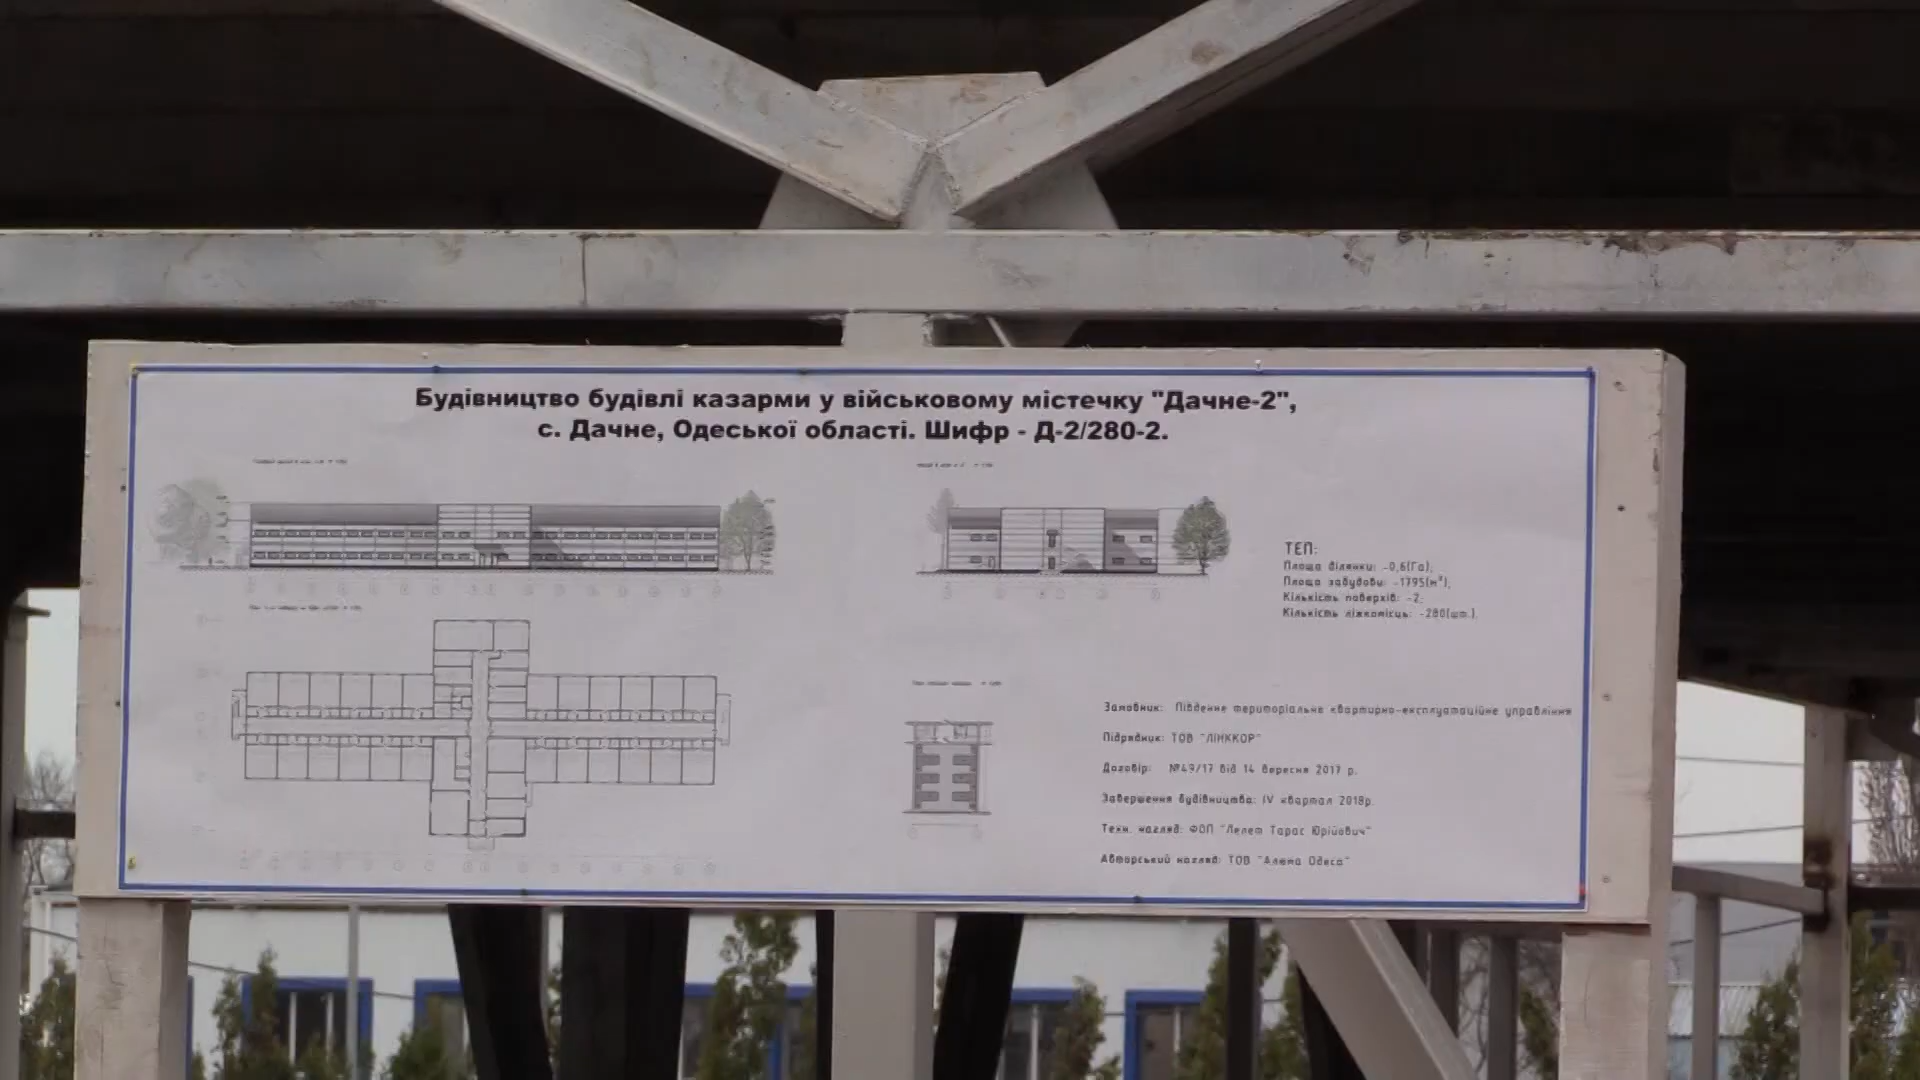 Будівництво будівлі казарми у військовому містечку "Дачне-2",
с. Дачне, Одеської області. Шифр - Д-2/280-2.
ТЕП:
Площа ділянки: -0,6(Га);
Площа забудови: -1795(м²);
Кількість поверхів: -2;
Кількість ліжкомісць: -280(шт.).
Замовник: Південне територіальне квартирно-експлуатаційне управління
Підрядник: ТОВ "ЛІНККОР"
Договір: №49/17 від 14 вересня 2017 р.
Завершення будівництва: IV квартал 2018р.
Техн. нагляд: ФОП "Лелет Тарас Юрійович"
Авторський нагляд: ТОВ "Алюма Одеса"